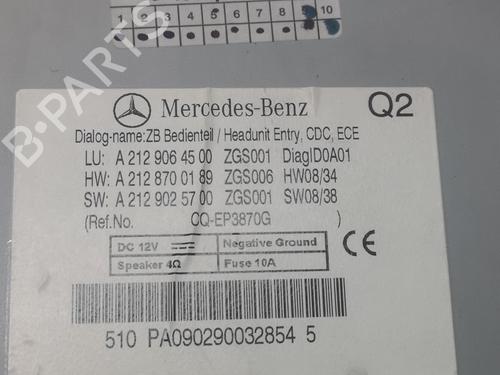 1 2 3 4 5 6 7 8 9 10
B-PARTS
Mercedes-Benz Q2
Dialog-name:ZB Bedienteil / Headunit Entry, CDC, ECE
LU: A 212 906 45 00 ZGS001 DiagID0A01
HW: A 212 870 01 89 ZGS006 HW08/34
SW: A 212 902 57 00 ZGS001 SW08/38
(Ref.No. CQ-EP3870G )
DC 12V Negative Ground
Speaker 4Ω Fuse 10A
CE
510 PA090290032854 5